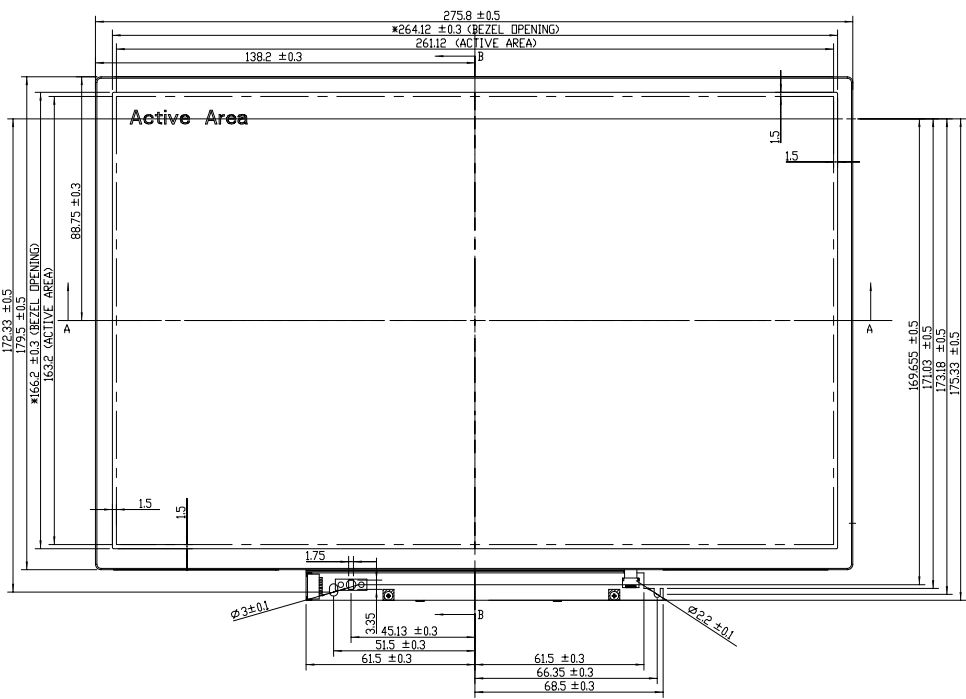 275.8 ±0.5
*264.12 ±0.3 (BEZEL OPENING)
261.12 (ACTIVE AREA)
138.2 ±0.3
B
Active Area
1.5
1.5
88.75 ±0.3
172.33 ±0.5
179.5 ±0.5
*166.2 ±0.3 (BEZEL OPENING)
163.2 (ACTIVE AREA)
A
A
169.655 ±0.5
171.03 ±0.5
173.18 ±0.5
175.33 ±0.5
1.5
1.5
1.75
Ø3±0.1
3.35
B
Ø2.2 ±0.1
45.13 ±0.3
51.5 ±0.3
61.5 ±0.3
61.5 ±0.3
66.35 ±0.3
68.5 ±0.3